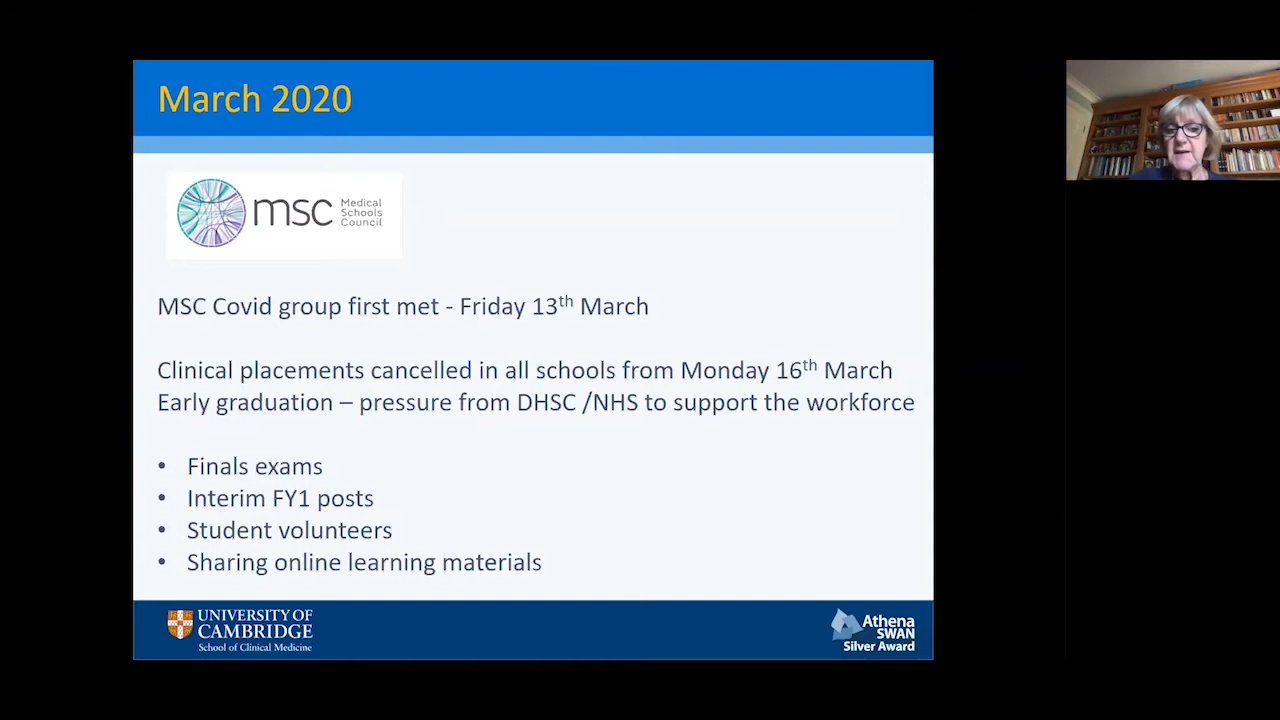 March 2020
msc Medical
Schools
Council
MSC Covid group first met - Friday 13th March
Clinical placements cancelled in all schools from Monday 16th March
Early graduation – pressure from DHSC /NHS to support the workforce
• Finals exams
• Interim FY1 posts
• Student volunteers
• Sharing online learning materials
UNIVERSITY OF
CAMBRIDGE
School of Clinical Medicine
Athena
SWAN
Silver Award